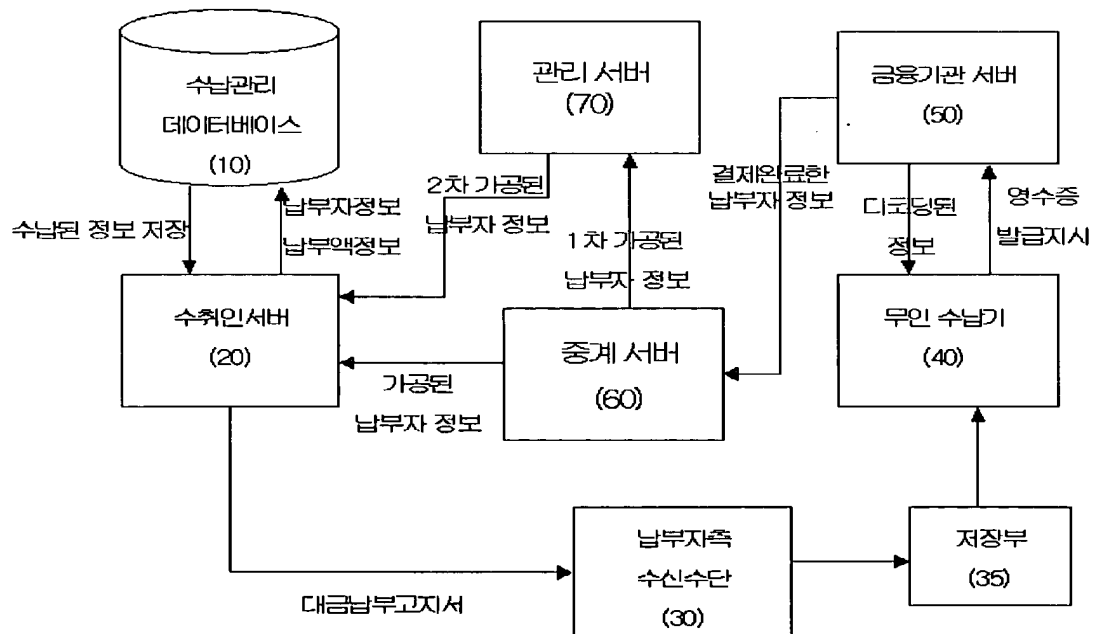 수납관리
데이터베이스
(10)
관리 서버
(70)
금융기관 서버
(50)
수납된 정보 저장
납부자정보
납부액정보
2차 가공된
납부자 정보
1차 가공된
납부자 정보
결제완료한
납부자 정보
디코딩된
정보
영수증
발급지시
수취인서버
(20)
가공된
납부자 정보
중계 서버
(60)
무인 수납기
(40)
대금납부고지서
납부자측
수신수단
(30)
저장부
(35)